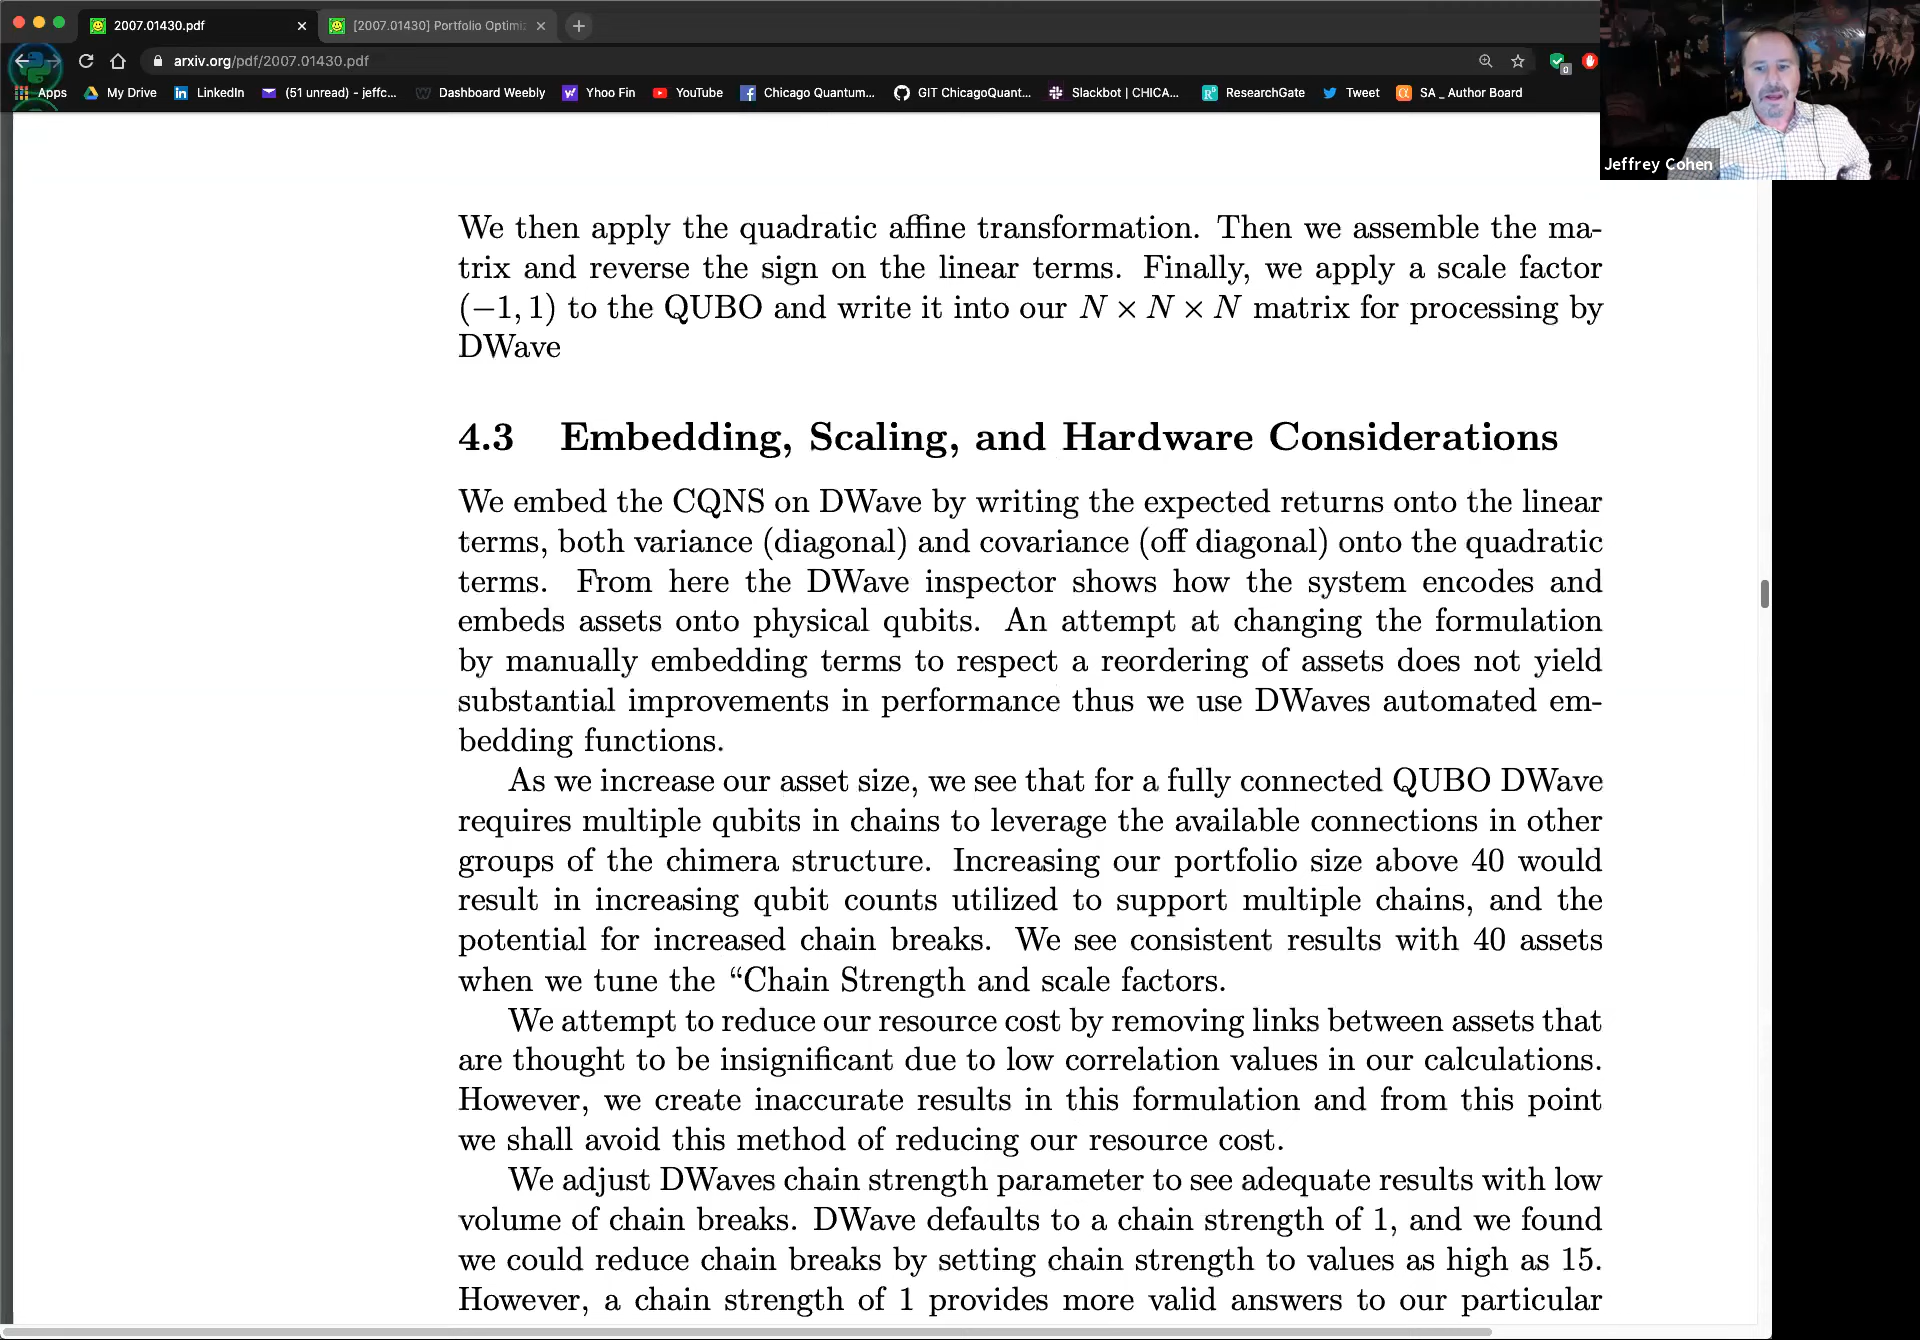 2007.01430.pdf
[2007.01430] Portfolio Optimi
arxiv.org/pdf/2007.01430.pdf
0
Apps
My Drive
LinkedIn
(51 unread) - jeffc...
Dashboard Weebly
Yhoo Fin
YouTube
Chicago Quantum...
GIT ChicagoQuant...
Slackbot | CHICA...
ResearchGate
Tweet
SA _ Author Board
Jeffrey Cohen
We then apply the quadratic affine transformation. Then we assemble the ma-
trix and reverse the sign on the linear terms. Finally, we apply a scale factor
(−1, 1) to the QUBO and write it into our N × N × N matrix for processing by
DWave
4.3 Embedding, Scaling, and Hardware Considerations
We embed the CQNS on DWave by writing the expected returns onto the linear
terms, both variance (diagonal) and covariance (off diagonal) onto the quadratic
terms. From here the DWave inspector shows how the system encodes and
embeds assets onto physical qubits. An attempt at changing the formulation
by manually embedding terms to respect a reordering of assets does not yield
substantial improvements in performance thus we use DWaves automated em-
bedding functions.
As we increase our asset size, we see that for a fully connected QUBO DWave
requires multiple qubits in chains to leverage the available connections in other
groups of the chimera structure. Increasing our portfolio size above 40 would
result in increasing qubit counts utilized to support multiple chains, and the
potential for increased chain breaks. We see consistent results with 40 assets
when we tune the “Chain Strength and scale factors.
We attempt to reduce our resource cost by removing links between assets that
are thought to be insignificant due to low correlation values in our calculations.
However, we create inaccurate results in this formulation and from this point
we shall avoid this method of reducing our resource cost.
We adjust DWaves chain strength parameter to see adequate results with low
volume of chain breaks. DWave defaults to a chain strength of 1, and we found
we could reduce chain breaks by setting chain strength to values as high as 15.
However, a chain strength of 1 provides more valid answers to our particular